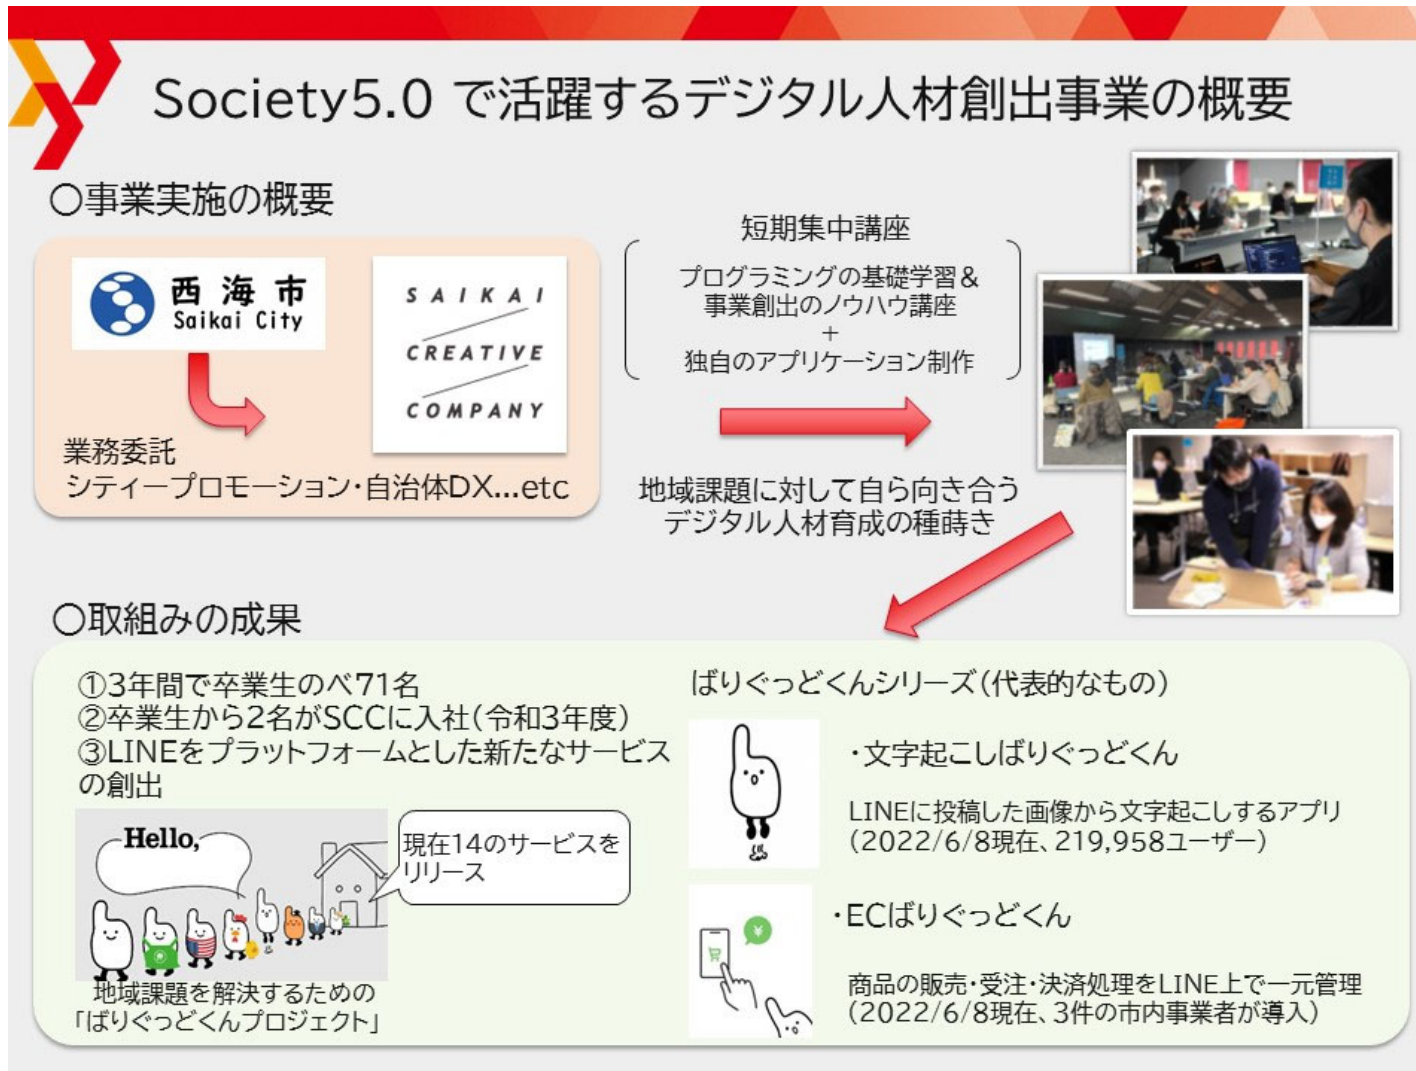 Society5.0 で活躍するデジタル人材創出事業の概要
〇事業実施の概要
西海市
Saikai City
SAIKAI
CREATIVE
COMPANY
業務委託
シティープロモーション・自治体DX...etc
短期集中講座
プログラミングの基礎学習&
事業創出のノウハウ講座
+
独自のアプリケーション制作
地域課題に対して自ら向き合う
デジタル人材育成の種蒔き
〇取組みの成果
①3年間で卒業生のべ71名
②卒業生から2名がSCCに入社(令和3年度)
③LINEをプラットフォームとした新たなサービス
の創出
Hello,
現在14のサービスを
リリース
地域課題を解決するための
「ばりぐっどくんプロジェクト」
ばりぐっどくんシリーズ(代表的なもの)
・文字起こしばりぐっどくん
LINEに投稿した画像から文字起こしするアプリ
(2022/6/8現在、219,958ユーザー)
・ECばりぐっどくん
¥
商品の販売・受注・決済処理をLINE上で一元管理
(2022/6/8現在、3件の市内事業者が導入)